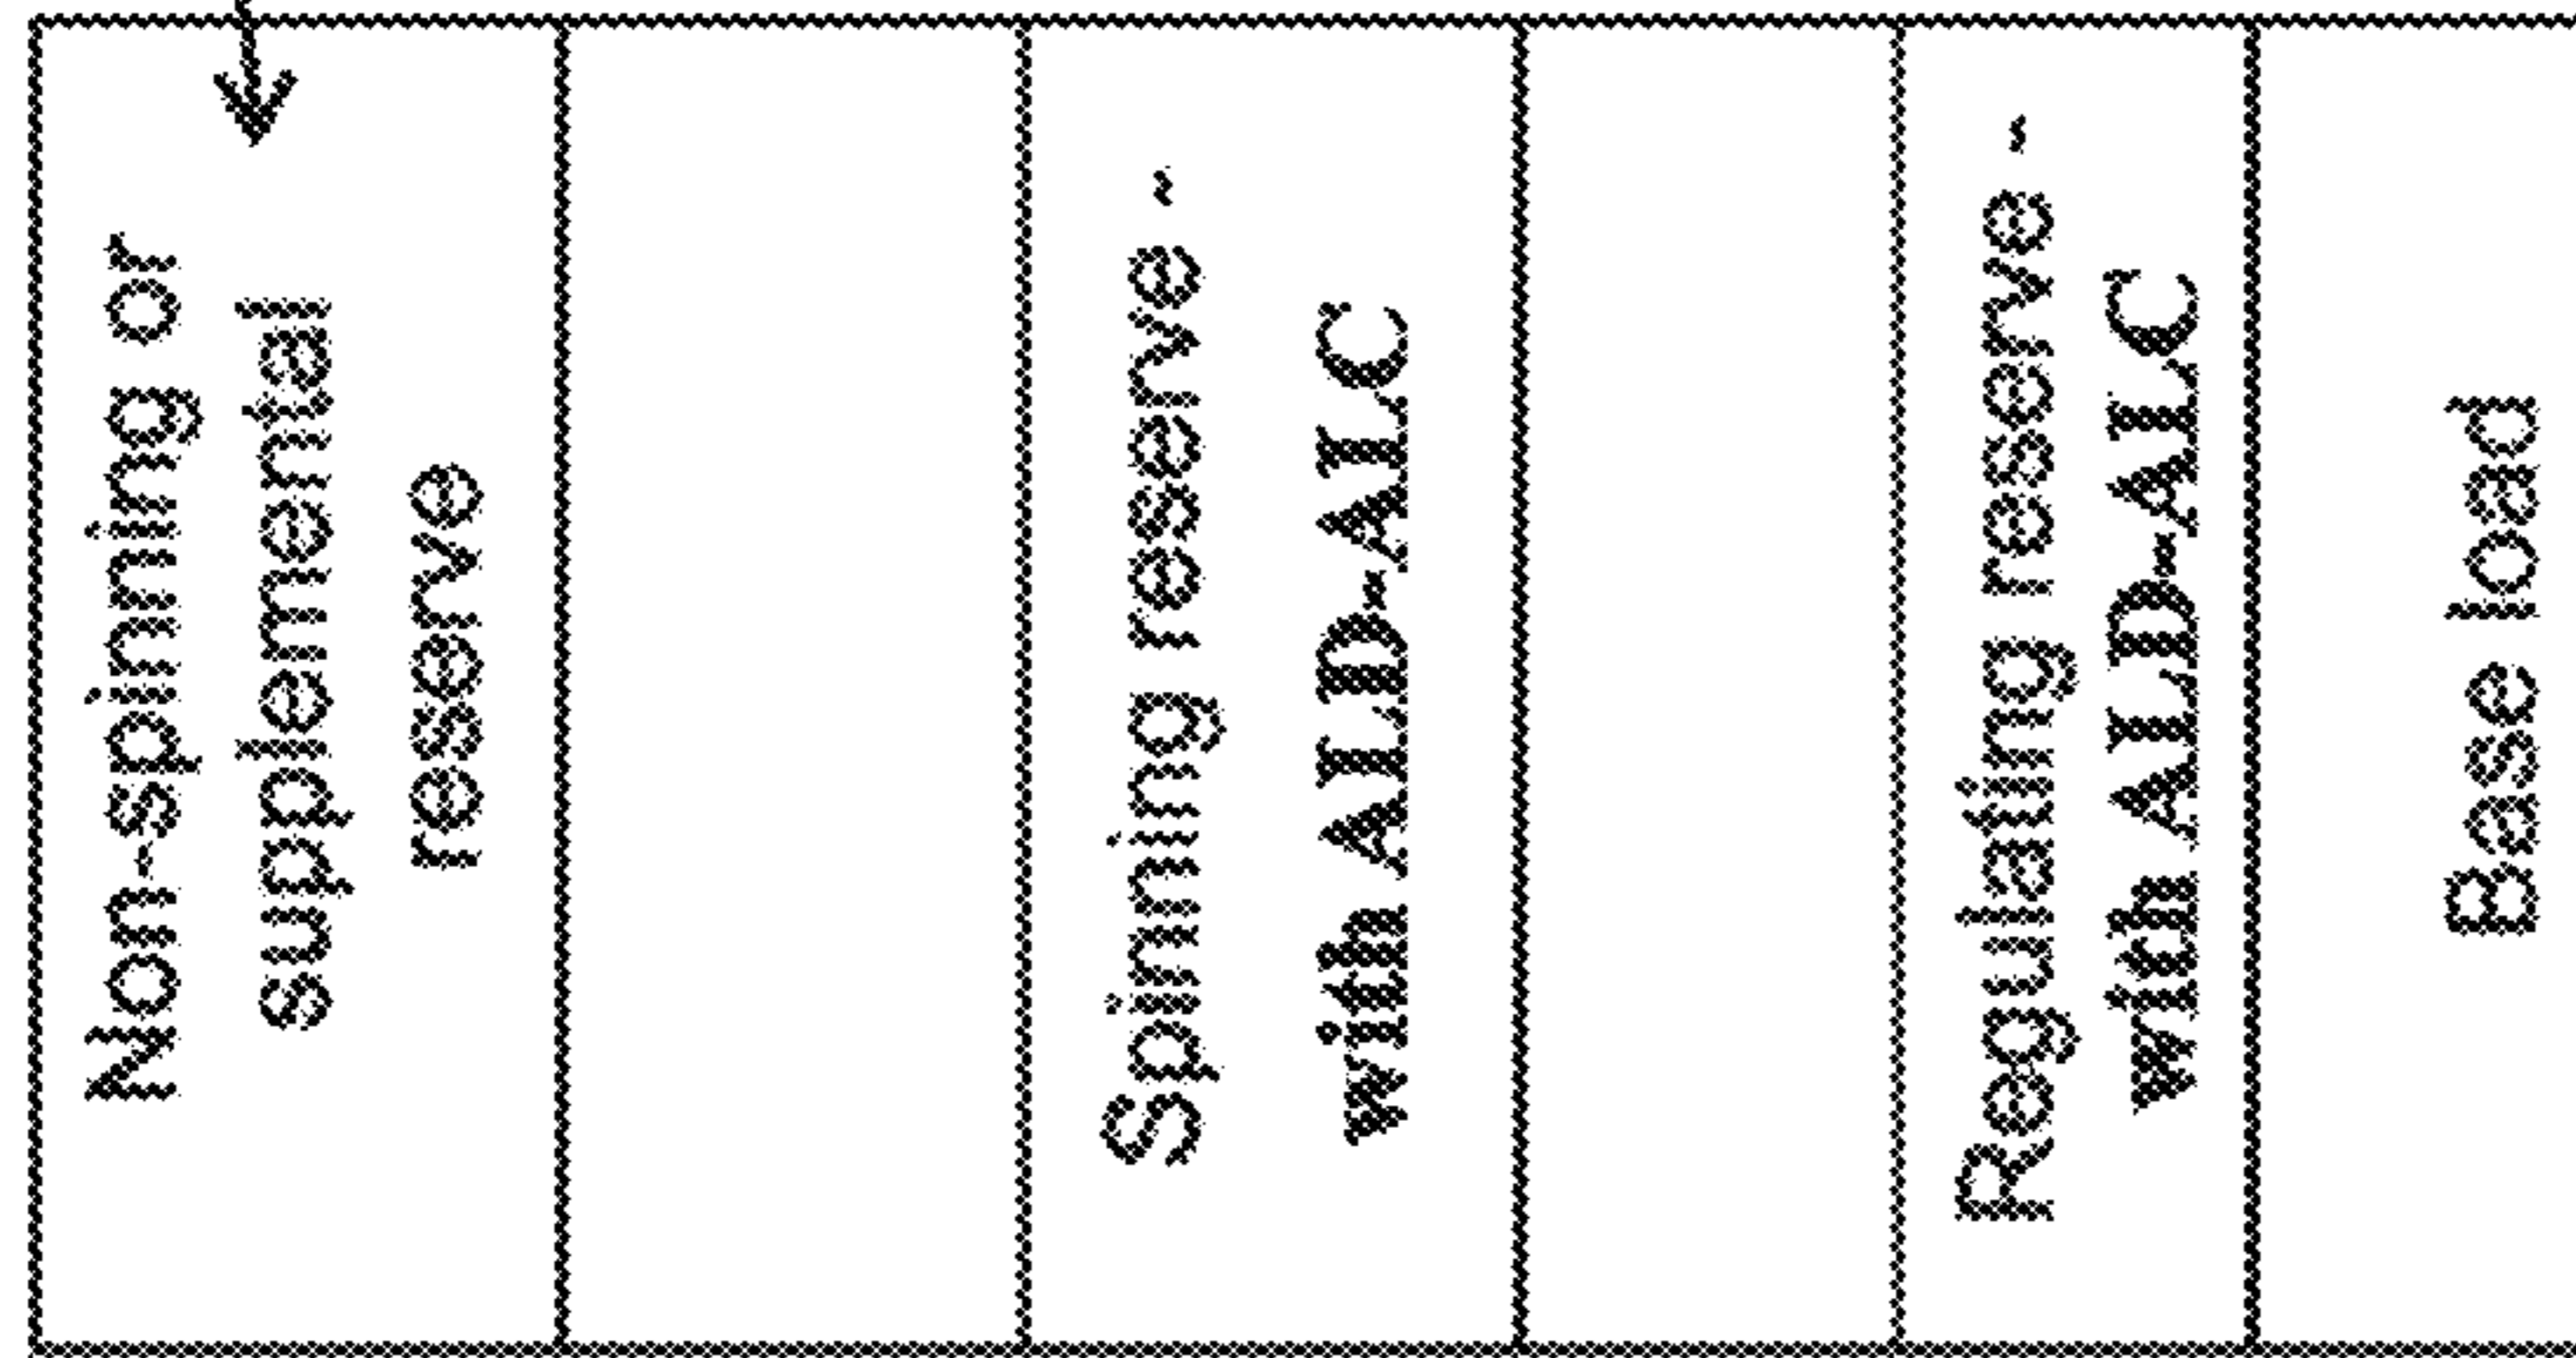 Non-spinning or
supplemental
reserve
Spinning reserve -
with ALD-ALC
Regulating reserve -
with ALD-ALC
Base load